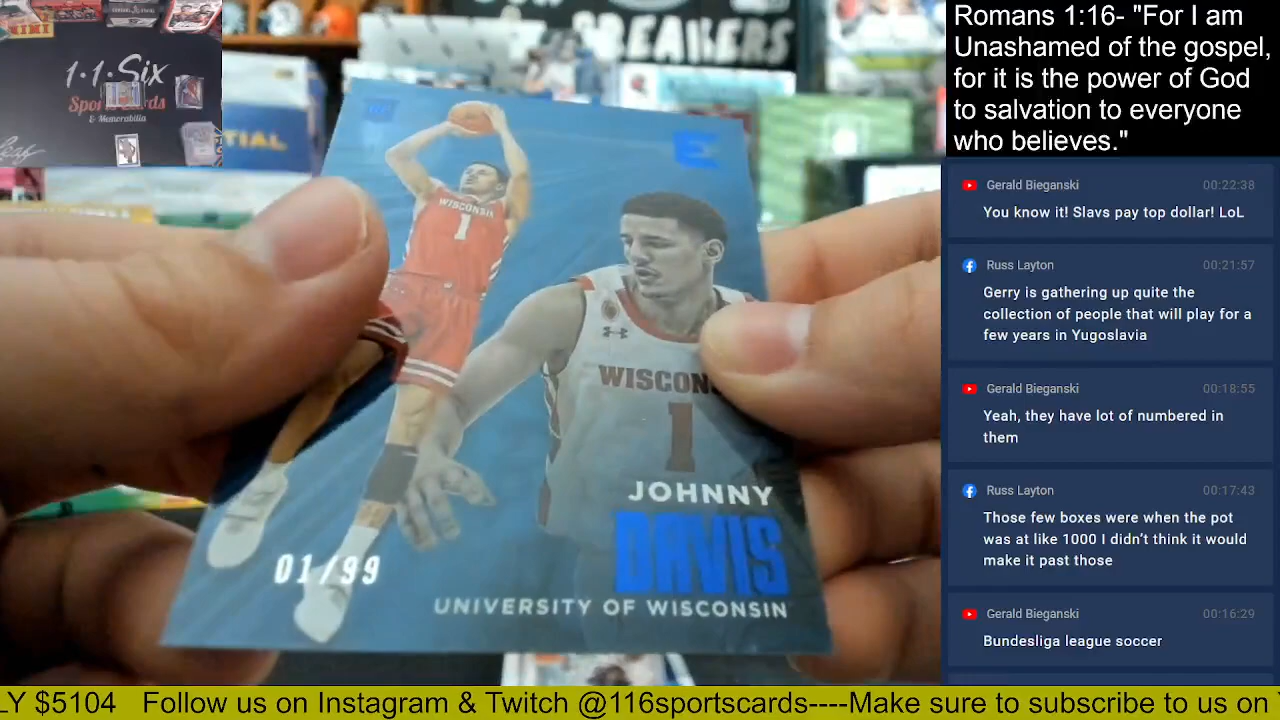 1·1·Six
Sports Cards
& Memorabilia
BREAKERS
TIAL
WISCONSIN
1
E
WISCON
1
JOHNNY
DAVIS
01/99
UNIVERSITY OF WISCONSIN
Romans 1:16- "For I am
Unashamed of the gospel,
for it is the power of God
to salvation to everyone
who believes."
Gerald Bieganski 00:22:38
You know it! Slavs pay top dollar! LoL
Russ Layton 00:21:57
Gerry is gathering up quite the
collection of people that will play for a
few years in Yugoslavia
Gerald Bieganski 00:18:55
Yeah, they have lot of numbered in
them
Russ Layton 00:17:43
Those few boxes were when the pot
was at like 1000 I didn't think it would
make it past those
Gerald Bieganski 00:16:29
Bundesliga league soccer
LY $5104 Follow us on Instagram & Twitch @116sportscards----Make sure to subscribe to us on